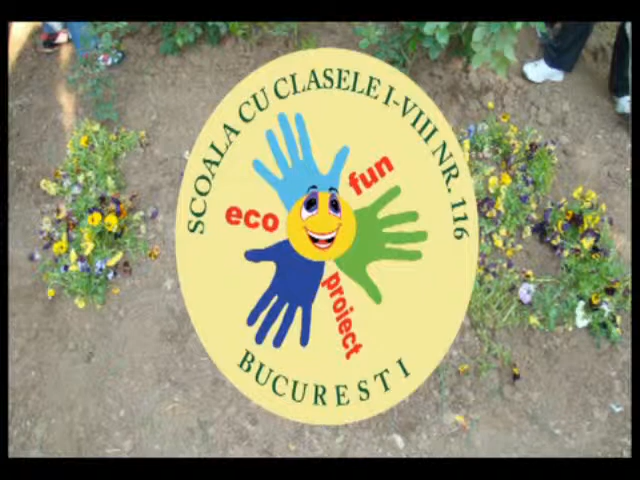 SCOALA CU CLASELE I-VIII NR. 116
eco
fun
proiect
BUCURESTI